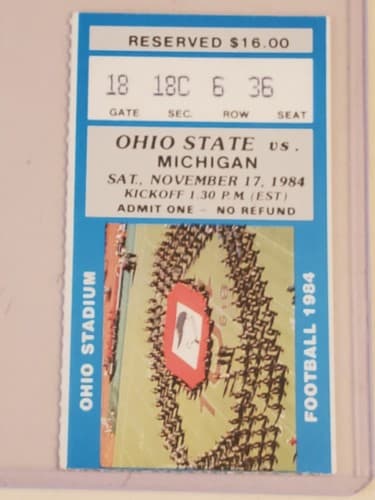 RESERVED $16.00
18 18C 6 36
GATE SEC. ROW SEAT
OHIO STATE vs.
MICHIGAN
SAT, NOVEMBER 17, 1984
KICKOFF 1.30 P.M (EST)
ADMIT ONE – NO REFUND
OHIO STADIUM
FOOTBALL 1984